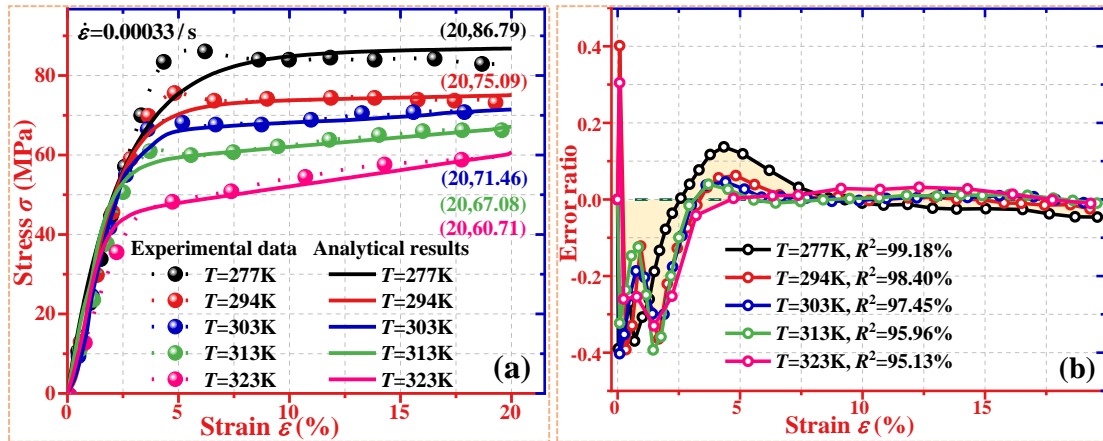 ε̇=0.00033/s
(20,86.79)
(20,75.09)
(20,71.46)
(20,67.08)
(20,60.71)
80
60
40
20
0
Stress σ (MPa)
Experimental data Analytical results
T=277K T=277K
T=294K T=294K
T=303K T=303K
T=313K T=313K
T=323K T=323K
(a)
0 5 10 15 20
Strain ε (%)
0.4
0.2
0.0
-0.2
-0.4
Error ratio
T=277K, R²=99.18%
T=294K, R²=98.40%
T=303K, R²=97.45%
T=313K, R²=95.96%
T=323K, R²=95.13%
(b)
0 5 10 15
Strain ε (%)